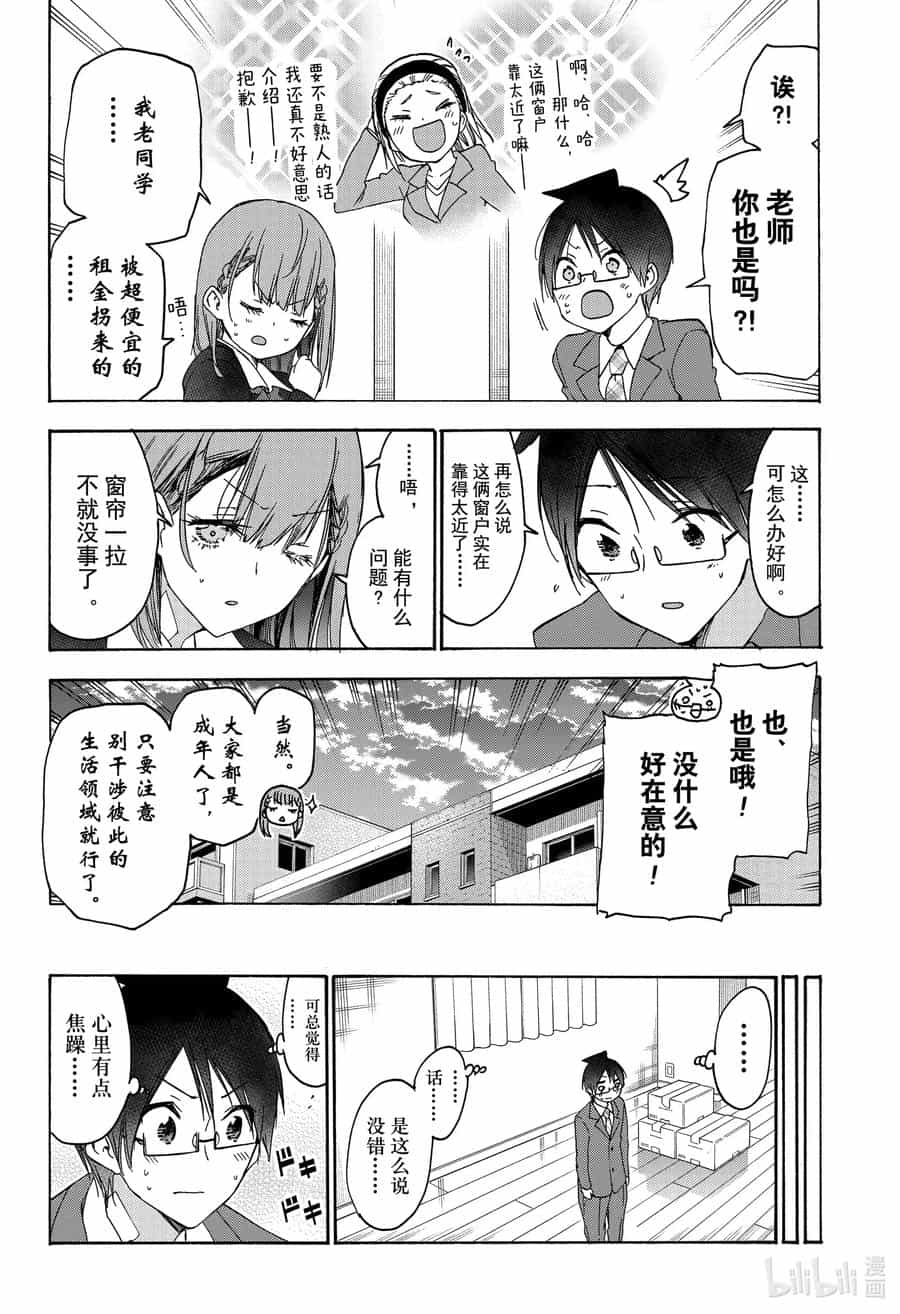 诶?!
老师
你也是吗?!
啊、哈、哈
——那什么,
这俩窗户
靠太近了嘛
要不是熟人的话
我还真不好意思
介绍——!
抱歉——!
唔…
我老同学
……
被超便宜的
租金拐来的
……
这……
可怎么办好啊。
再怎么说
这俩窗户实在
靠得太近了……
……唔,
能有什么
问题?
窗帘一拉
不就没事了。
也、
也是哦!
没什么
好在意的!
当然。
大家都是
成年人了,
只要注意
别干涉彼此的
生活领域就行了。
……
是这么说
没错……
话……
……可总觉得
心里有点
焦躁……
ドキ
ドキ
bilibili
漫画